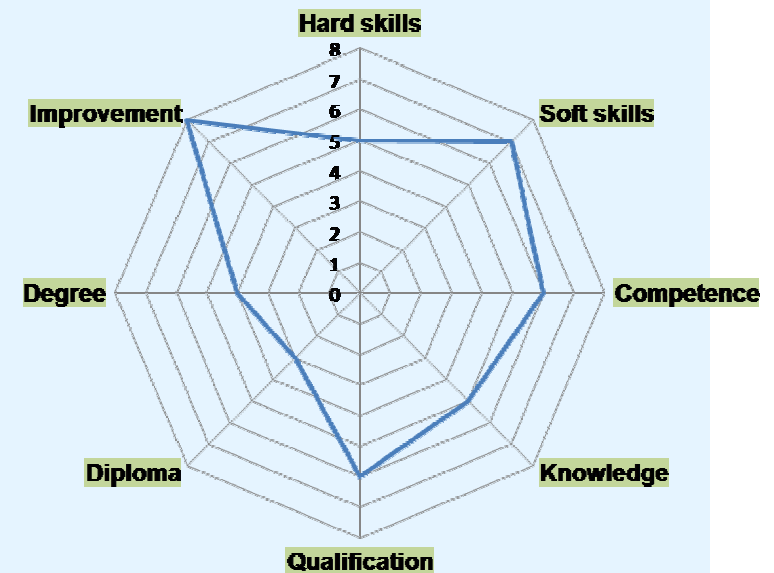 Hard skills
8
7
Improvement
6
Soft skills
5
4
3
2
1
Degree
0
Competence
Diploma
Knowledge
Qualification